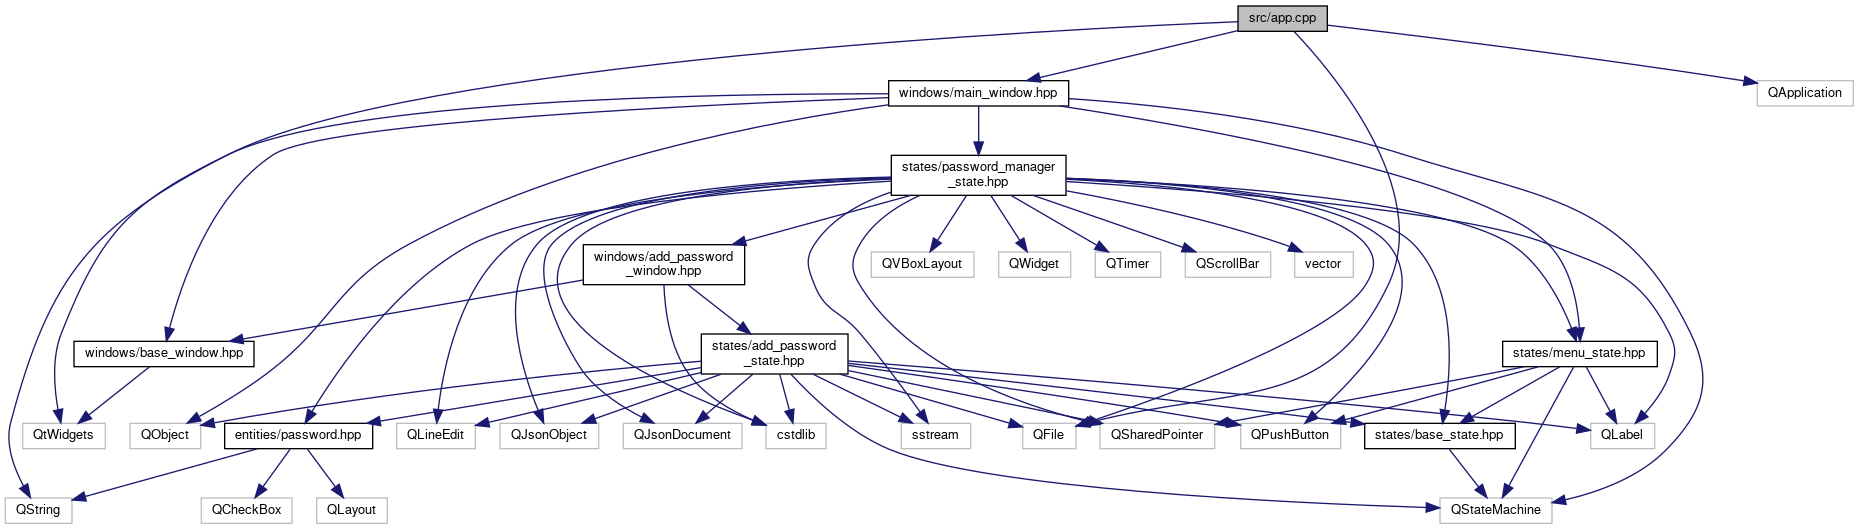 src/app.cpp
windows/main_window.hpp
QApplication
states/password_manager
_state.hpp
windows/add_password
_window.hpp
QVBoxLayout
QWidget
QTimer
QScrollBar
vector
windows/base_window.hpp
states/add_password
_state.hpp
states/menu_state.hpp
QtWidgets
QObject
entities/password.hpp
QLineEdit
QJsonObject
QJsonDocument
cstdlib
sstream
QFile
QSharedPointer
QPushButton
states/base_state.hpp
QLabel
QString
QCheckBox
QLayout
QStateMachine